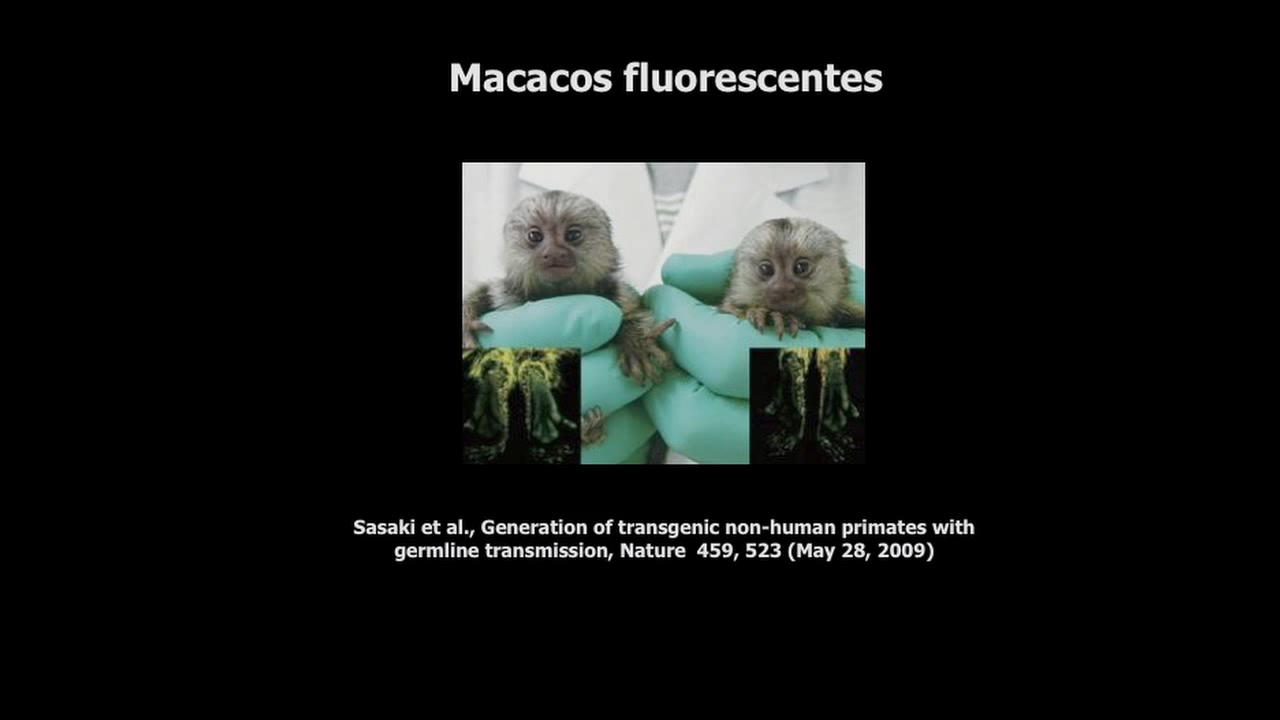 Macacos fluorescentes
Sasaki et al., Generation of transgenic non-human primates with
germline transmission, Nature  459, 523 (May 28, 2009)